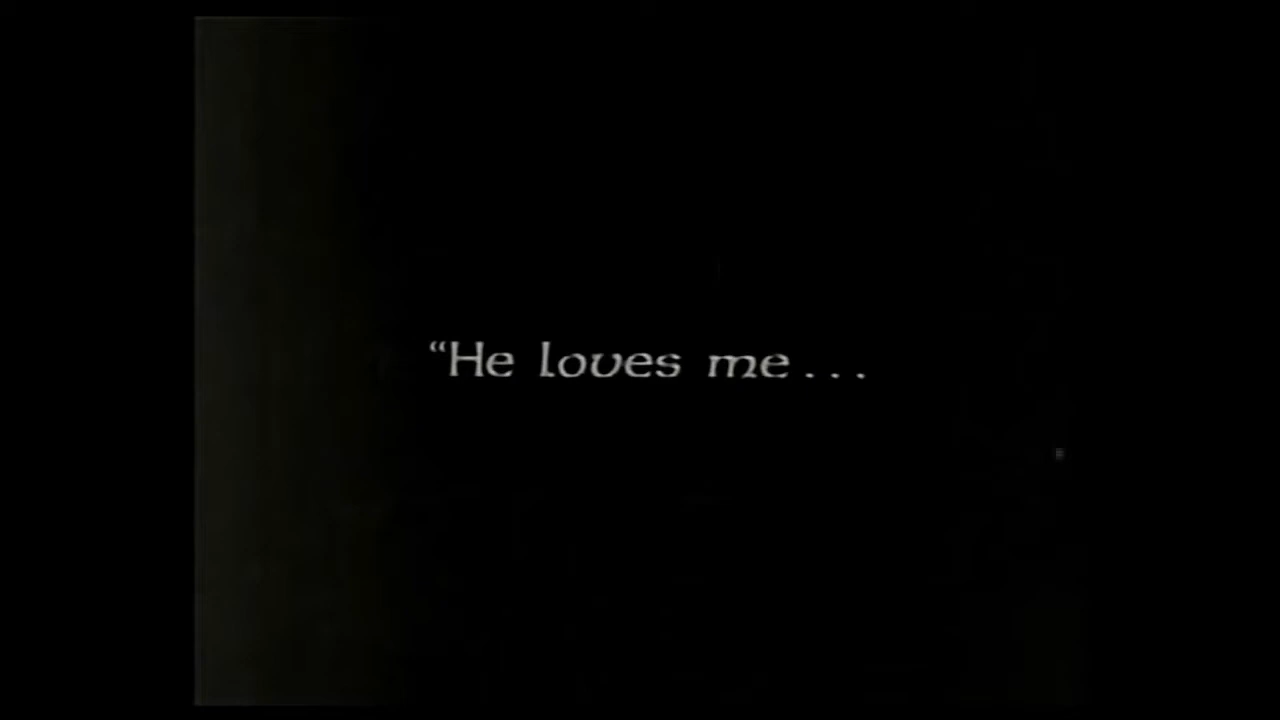 “He loves me . . .